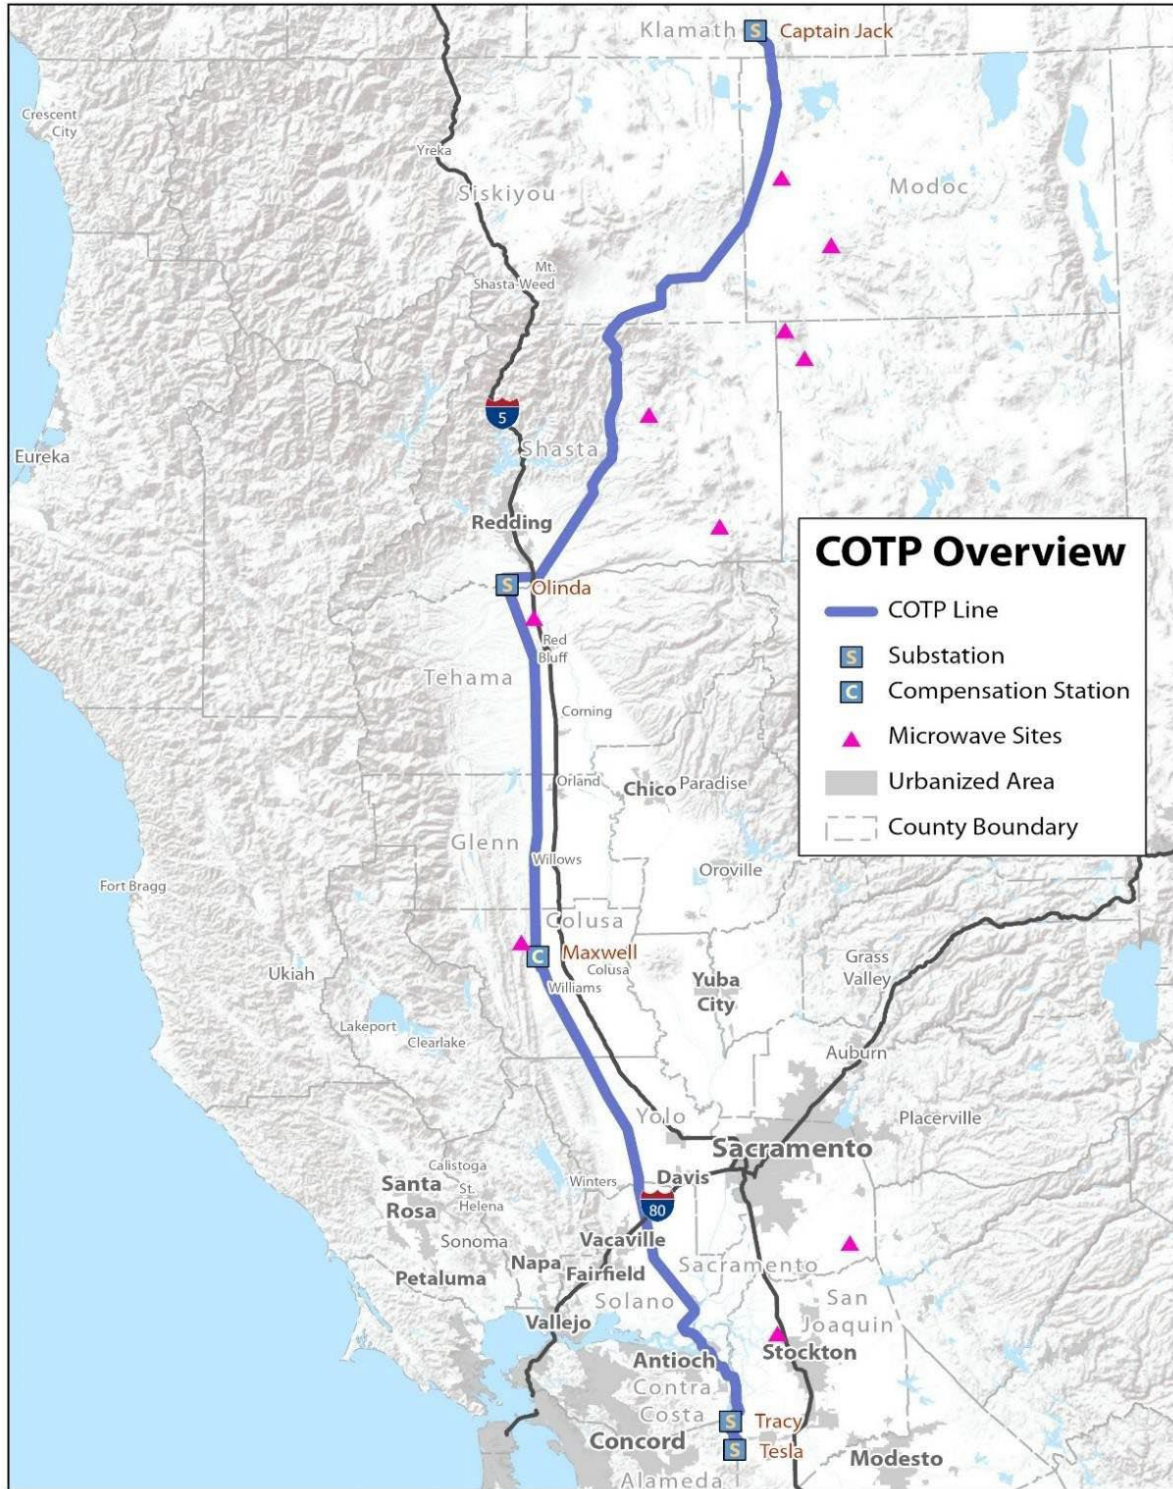 Klamath
Captain Jack
Crescent
City
Yreka
Siskiyou
Modoc
Mt.
Shasta-Weed
5
Shasta
Eureka
Redding
Olinda
Red
Bluff
Tehama
Corning
Orland
Chico
Paradise
Glenn
Willows
Oroville
Fort Bragg
Colusa
Maxwell
Colusa
Williams
Ukiah
Yuba
City
Grass
Valley
Lakeport
Clearlake
Auburn
Yolo
Placerville
Sacramento
Calistoga
Santa
Rosa
St.
Helena
Winters
Davis
80
Sonoma
Vacaville
Napa
Petaluma
Fairfield
Sacramento
Solano
San
Joaquin
Vallejo
Antioch
Stockton
Contra
Costa
Tracy
Concord
Tesla
Modesto
Alameda
COTP Overview
COTP Line
S Substation
C Compensation Station
Microwave Sites
Urbanized Area
County Boundary
S
S
C
S
S